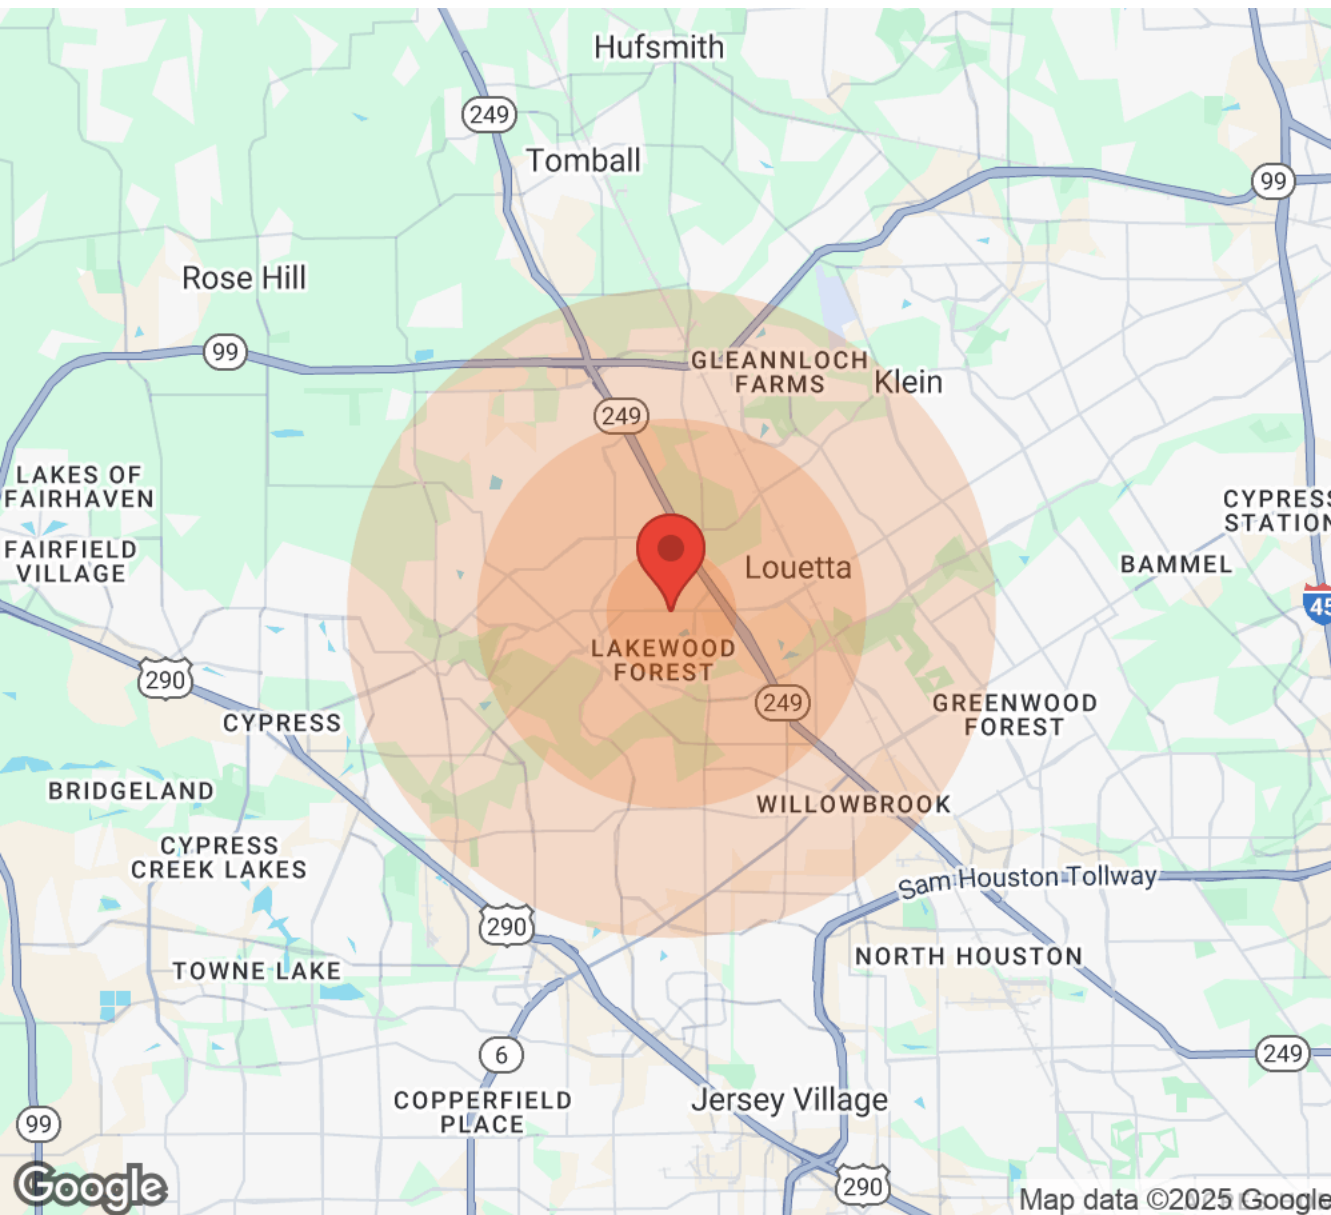 Hufsmith
249
Tomball
99
Rose Hill
99
GLEANNLOCH
FARMS
Klein
249
LAKES OF
FAIRHAVEN
CYPRESS
STATION
FAIRFIELD
VILLAGE
BAMMEL
Louetta
45
LAKEWOOD
FOREST
290
249
GREENWOOD
FOREST
CYPRESS
BRIDGELAND
WILLOWBROOK
CYPRESS
CREEK LAKES
Sam Houston Tollway
290
NORTH HOUSTON
TOWNE LAKE
6
249
COPPERFIELD
PLACE
Jersey Village
99
290
Google
Map data ©2025 Google